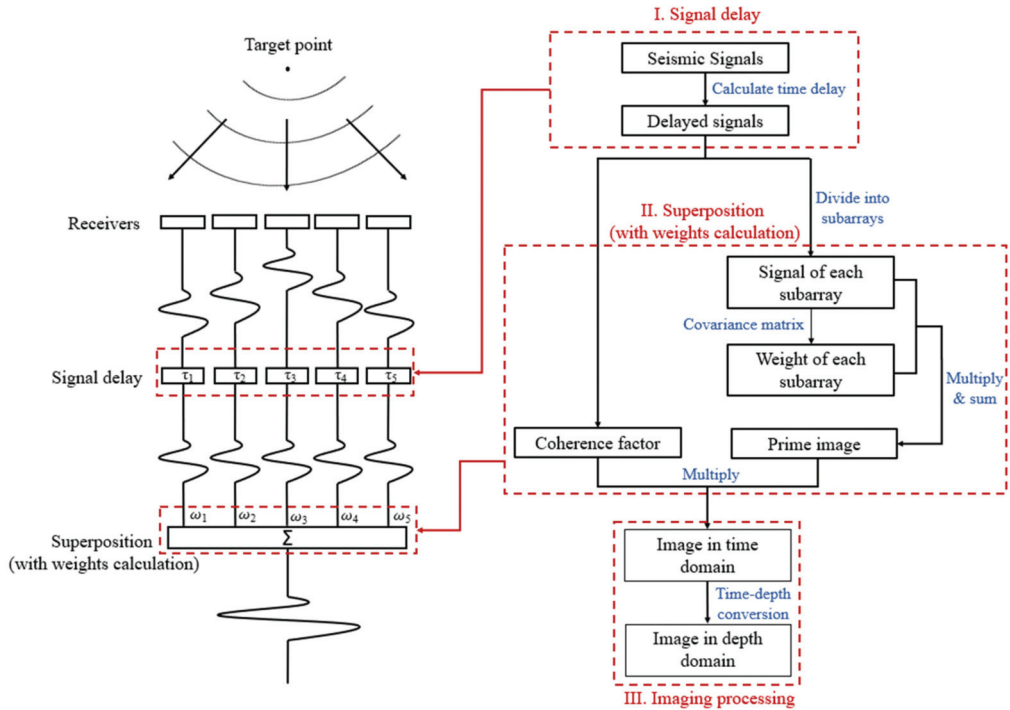 Target point
Receivers
Signal delay
τ1 τ2 τ3 τ4 τ5
ω1 ω2 ω3 ω4 ω5
Σ
Superposition
(with weights calculation)
I. Signal delay
Seismic Signals
Calculate time delay
Delayed signals
Divide into
subarrays
II. Superposition
(with weights calculation)
Signal of each
subarray
Covariance matrix
Weight of each
subarray
Multiply
& sum
Coherence factor
Prime image
Multiply
Image in time
domain
Time-depth
conversion
Image in depth
domain
III. Imaging processing